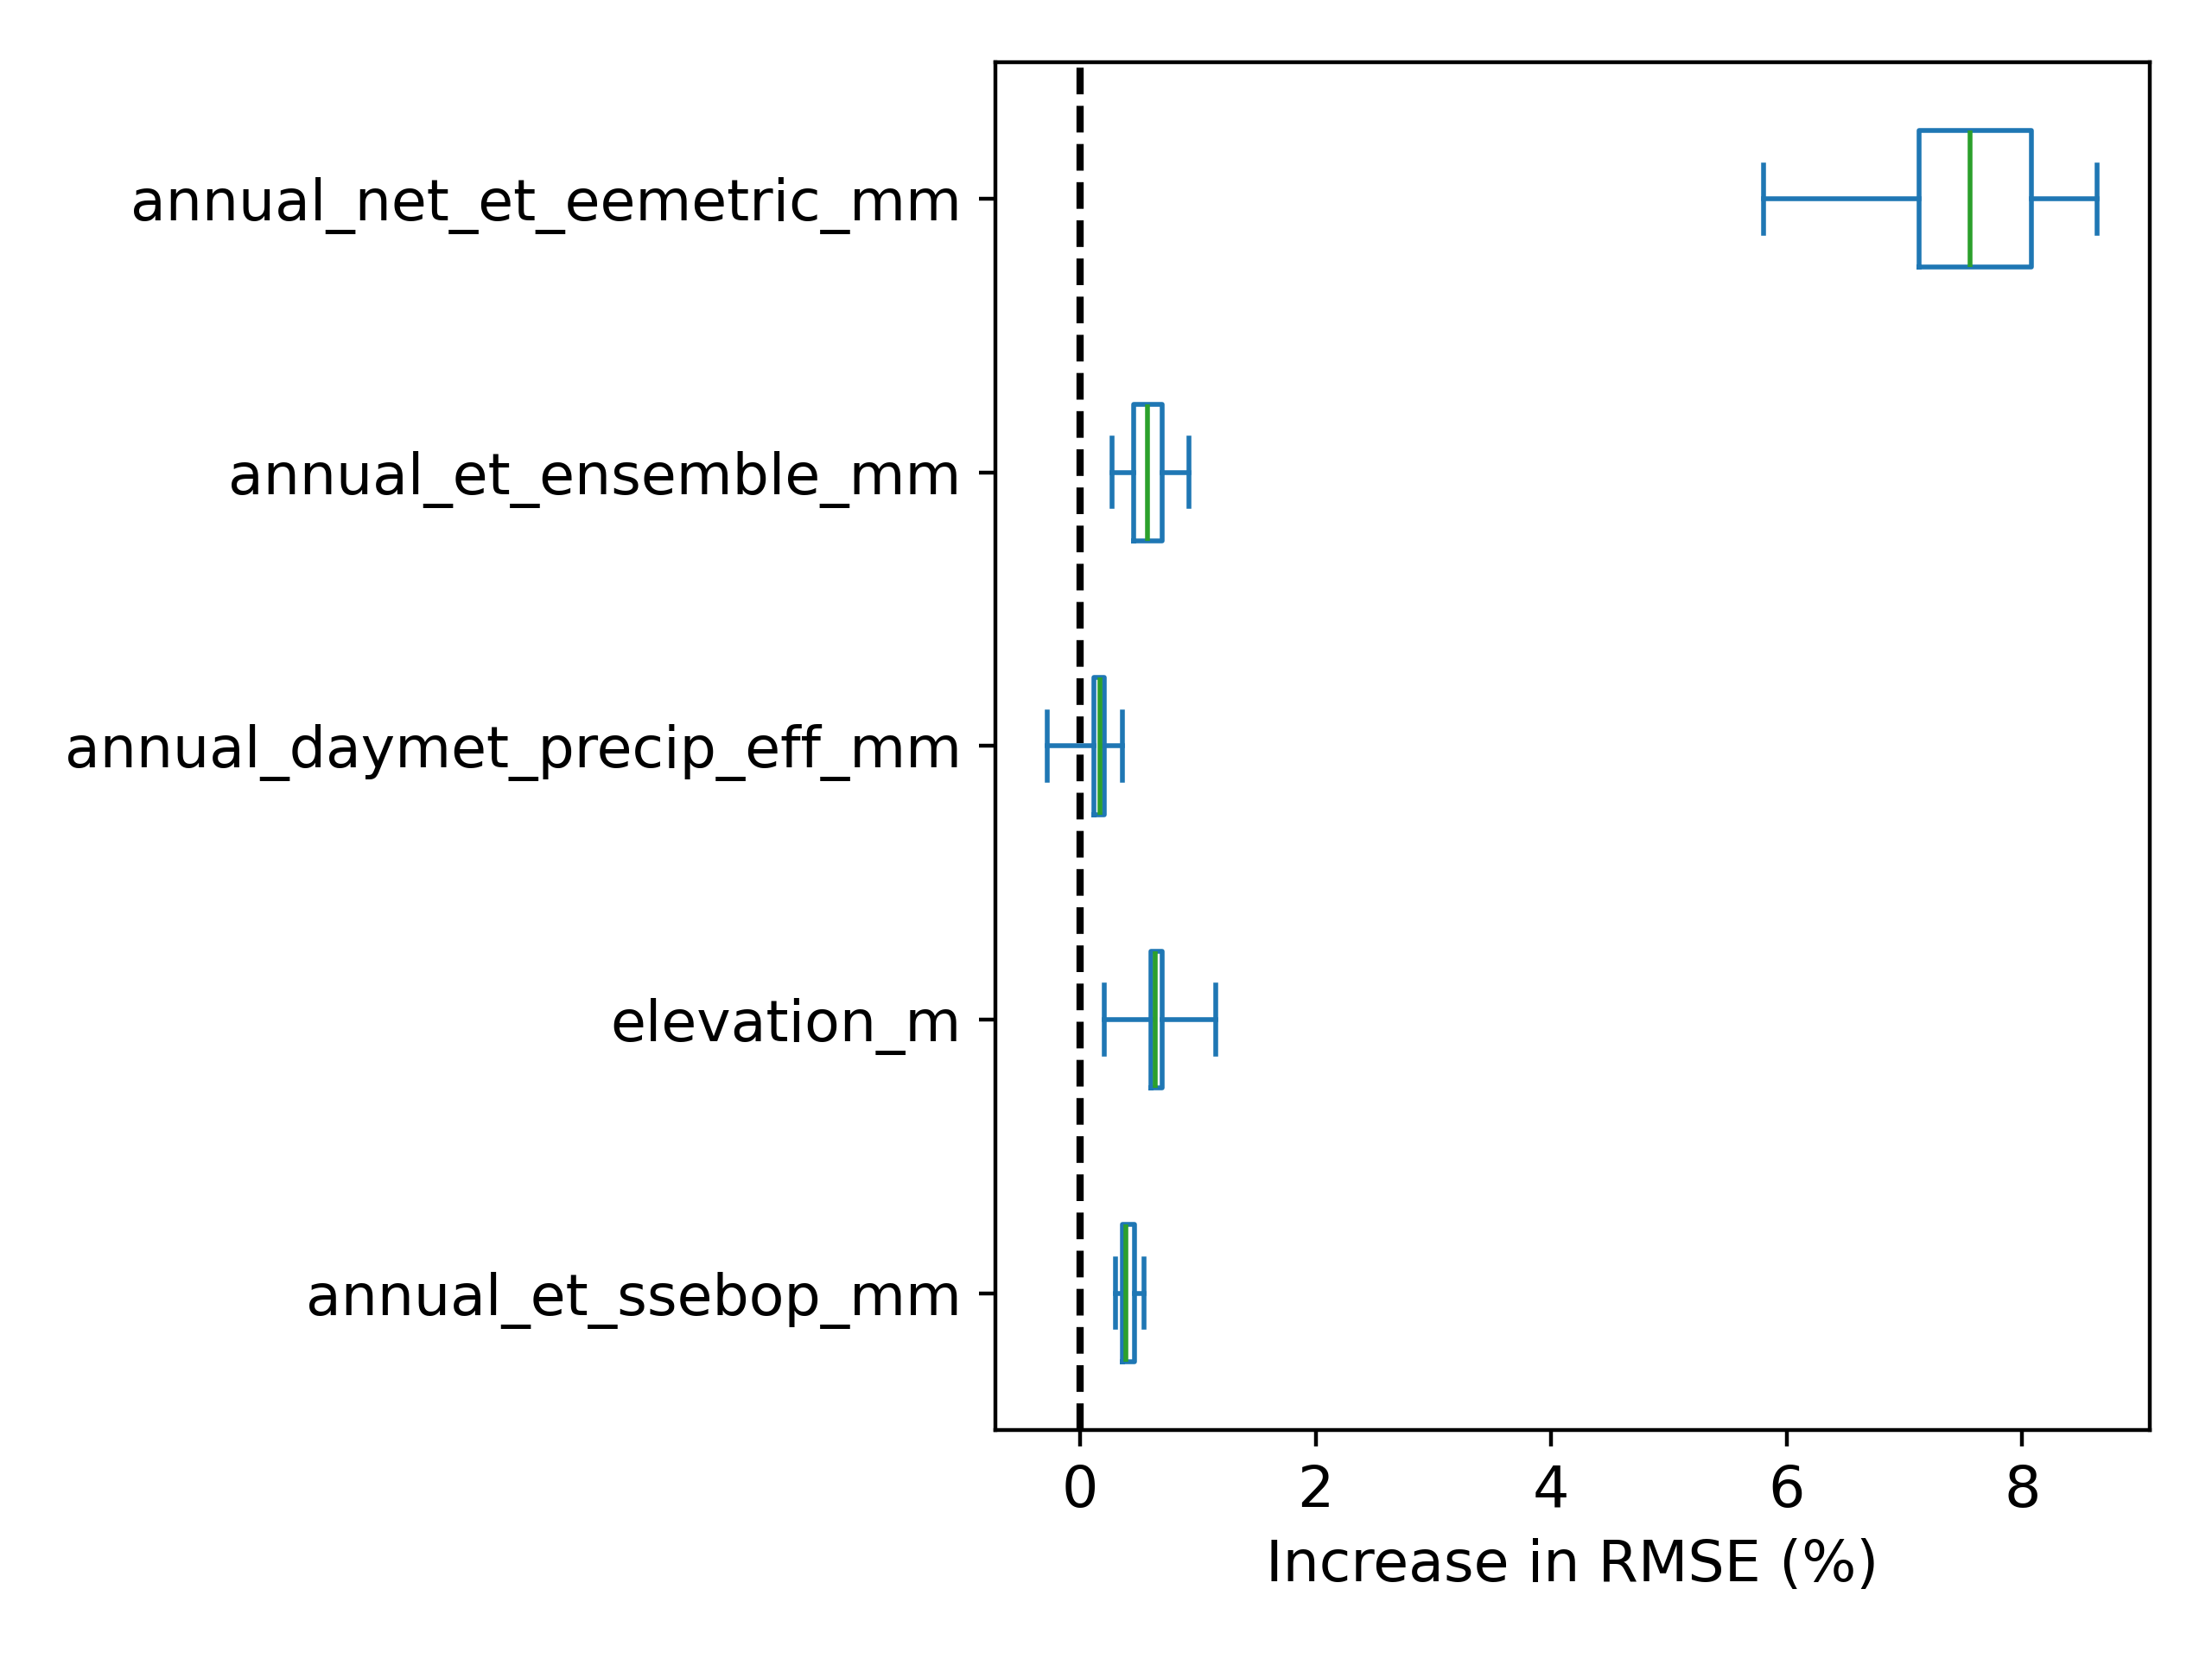 annual_net_et_eemetric_mm
annual_et_ensemble_mm
annual_daymet_precip_eff_mm
elevation_m
annual_et_ssebop_mm
0 2 4 6 8
Increase in RMSE (%)